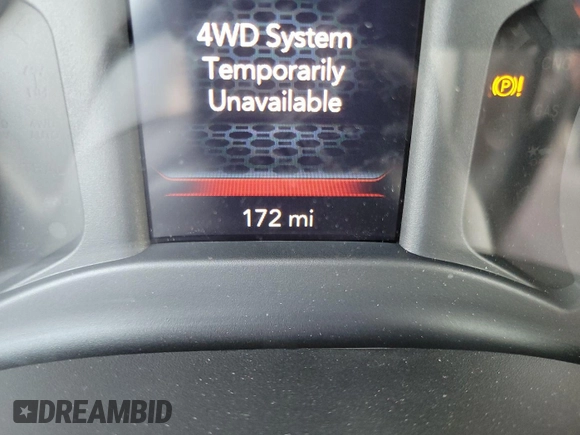 4WD System
Temporarily
Unavailable
(P)!
172 mi
DREAMBID